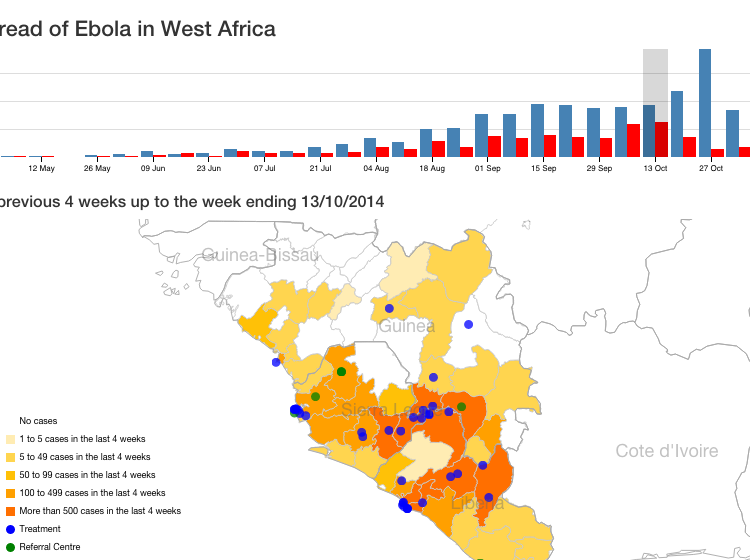 read of Ebola in West Africa
12 May 26 May 09 Jun 23 Jun 07 Jul 21 Jul 04 Aug 18 Aug 01 Sep 15 Sep 29 Sep 13 Oct 27 Oct
previous 4 weeks up to the week ending 13/10/2014
Guinea-Bissau
Guinea
Sierra Leone
Cote d'Ivoire
Liberia
No cases
1 to 5 cases in the last 4 weeks
5 to 49 cases in the last 4 weeks
50 to 99 cases in the last 4 weeks
100 to 499 cases in the last 4 weeks
More than 500 cases in the last 4 weeks
Treatment
Referral Centre